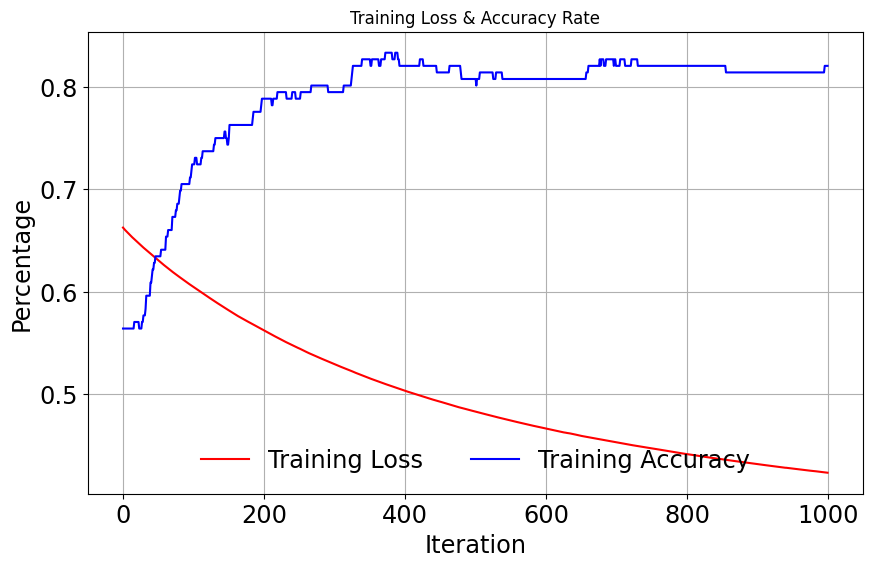 Training Loss & Accuracy Rate
Percentage
0.8
0.7
0.6
0.5
Training Loss
Training Accuracy
0 200 400 600 800 1000
Iteration